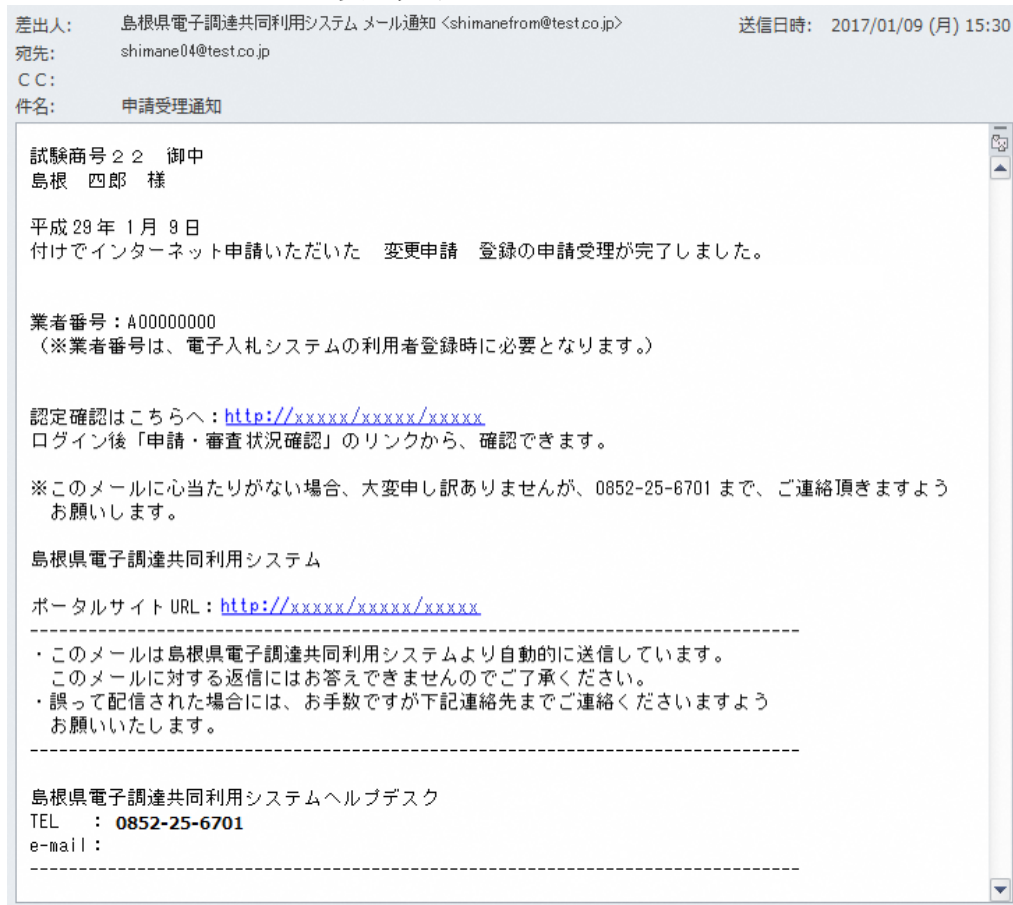 差出人: 島根県電子調達共同利用システム メール通知 <shimanefrom@test.co.jp> 送信日時: 2017/01/09 (月) 15:30
宛先: shimane04@test.co.jp
CC:
件名: 申請受理通知
試験商号22 御中
島根 四郎 様
平成29年 1月 9日
付けでインターネット申請いただいた 変更申請 登録の申請受理が完了しました。
業者番号:A00000000
(※業者番号は、電子入札システムの利用者登録時に必要となります。)
認定確認はこちらへ:http://xxxxx/xxxxx/xxxxx
ログイン後「申請・審査状況確認」のリンクから、確認できます。
※このメールに心当たりがない場合、大変申し訳ありませんが、0852-25-6701 まで、ご連絡頂きますよう
お願いします。
島根県電子調達共同利用システム
ポータルサイト URL:http://xxxxx/xxxxx/xxxxx
--------------------------------------------------------------------------------
・このメールは島根県電子調達共同利用システムより自動的に送信しています。
このメールに対する返信にはお答えできませんのでご了承ください。
・誤って配信された場合には、お手数ですが下記連絡先までご連絡くださいますよう
お願いいたします。
--------------------------------------------------------------------------------
島根県電子調達共同利用システムヘルプデスク
TEL : 0852-25-6701
e-mail:
--------------------------------------------------------------------------------